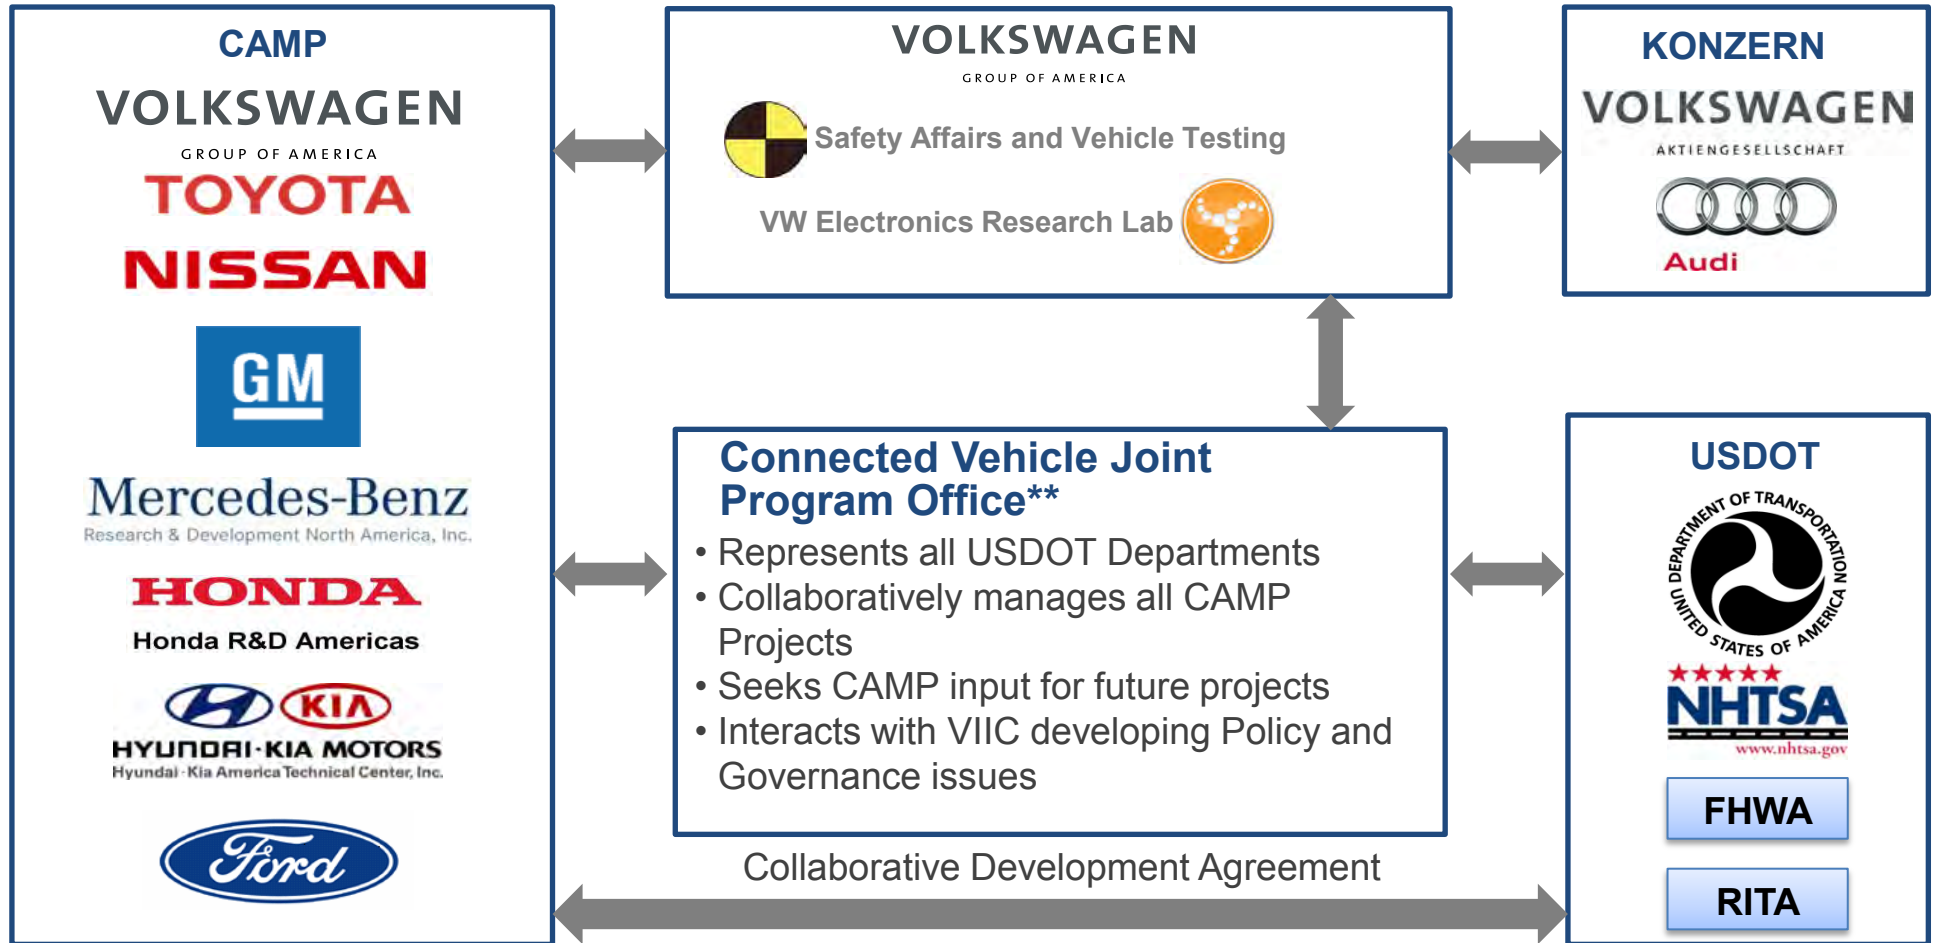 CAMP
VOLKSWAGEN
GROUP OF AMERICA
TOYOTA
NISSAN
GM
Mercedes-Benz
Research & Development North America, Inc.
HONDA
Honda R&D Americas
KIA
HYUNDAI·KIA MOTORS
Hyundai·Kia America Technical Center, Inc.
Ford
VOLKSWAGEN
GROUP OF AMERICA
Safety Affairs and Vehicle Testing
VW Electronics Research Lab
KONZERN
VOLKSWAGEN
AKTIENGESELLSCHAFT
Audi
Connected Vehicle Joint
Program Office**
• Represents all USDOT Departments
• Collaboratively manages all CAMP
Projects
• Seeks CAMP input for future projects
• Interacts with VIIC developing Policy and
Governance issues
Collaborative Development Agreement
USDOT
DEPARTMENT OF TRANSPORTATION
UNITED STATES OF AMERICA
NHTSA
www.nhtsa.gov
FHWA
RITA